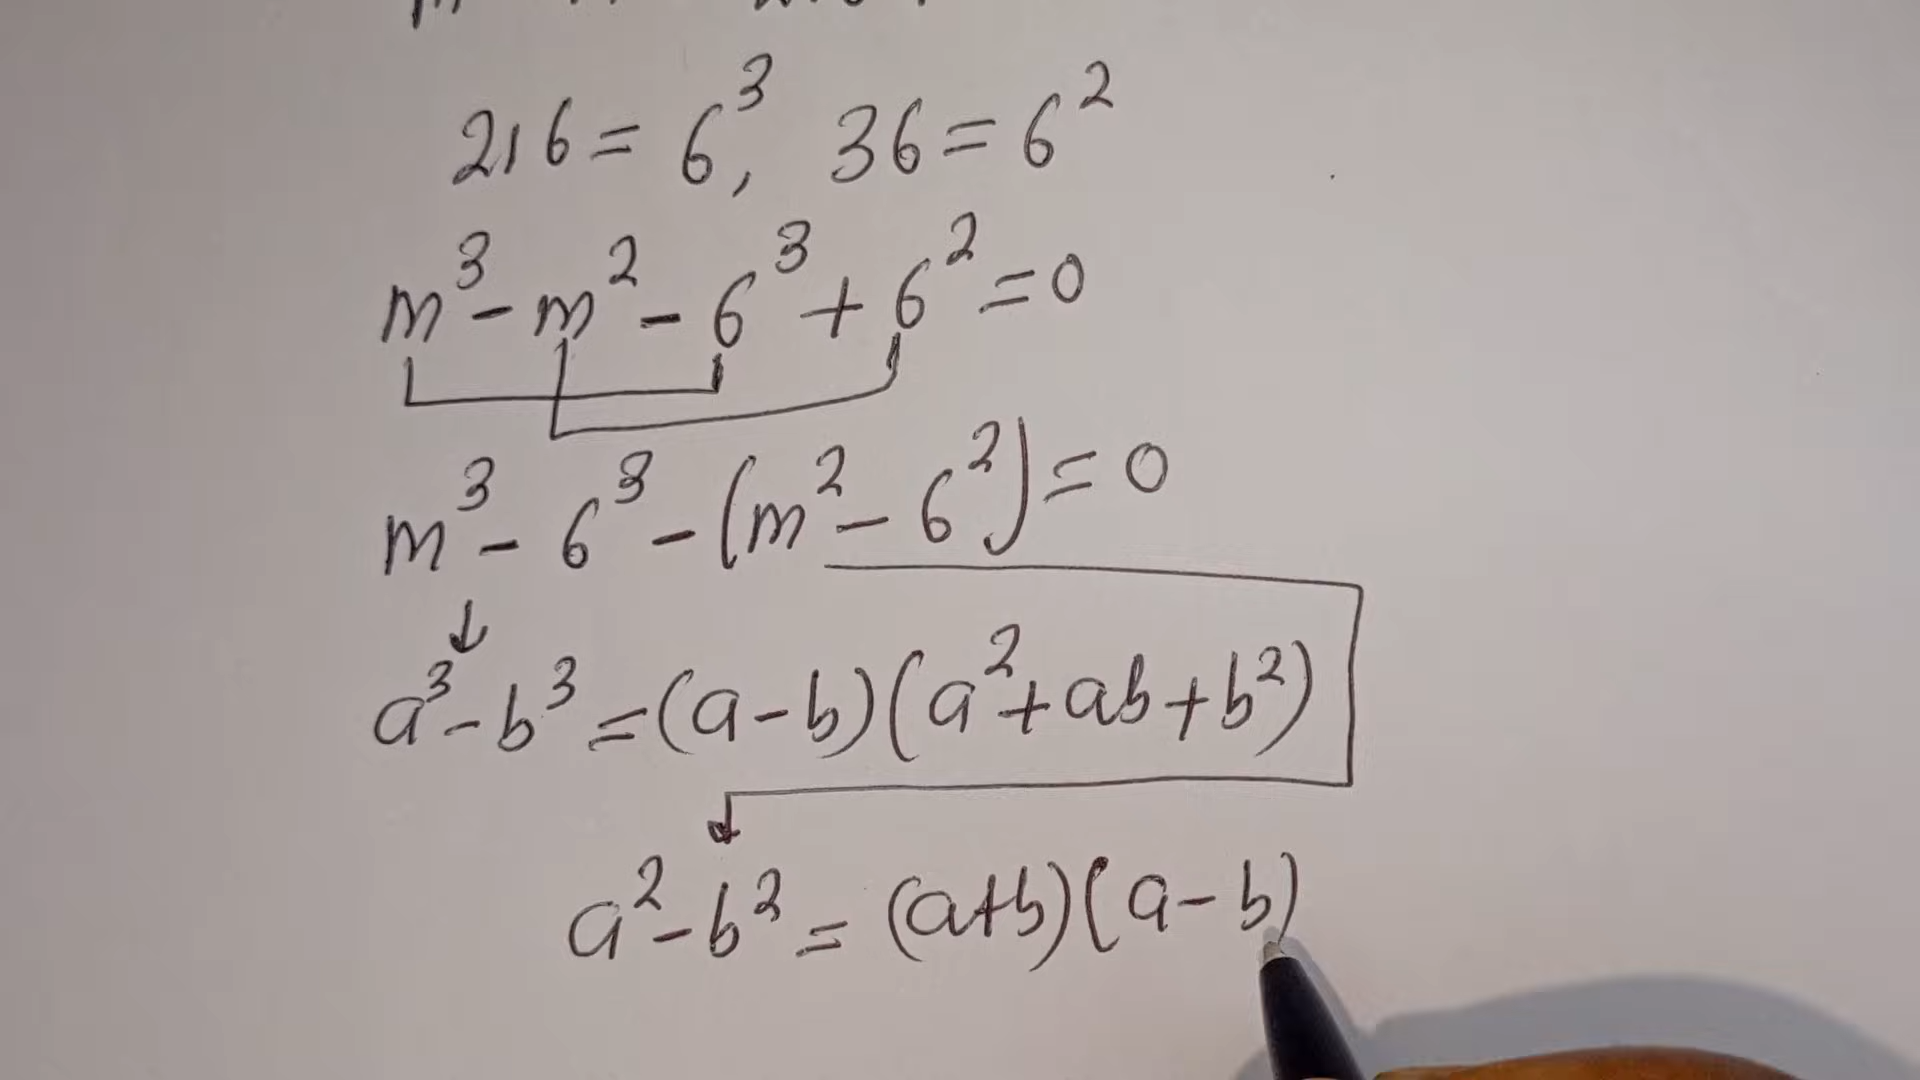 216 = 6³, 36 = 6²
m³ - m² - 6³ + 6² = 0
m³ - 6³ - (m² - 6²) = 0
a³ - b³ = (a - b)(a² + ab + b²)
a² - b² = (a+b)(a - b)